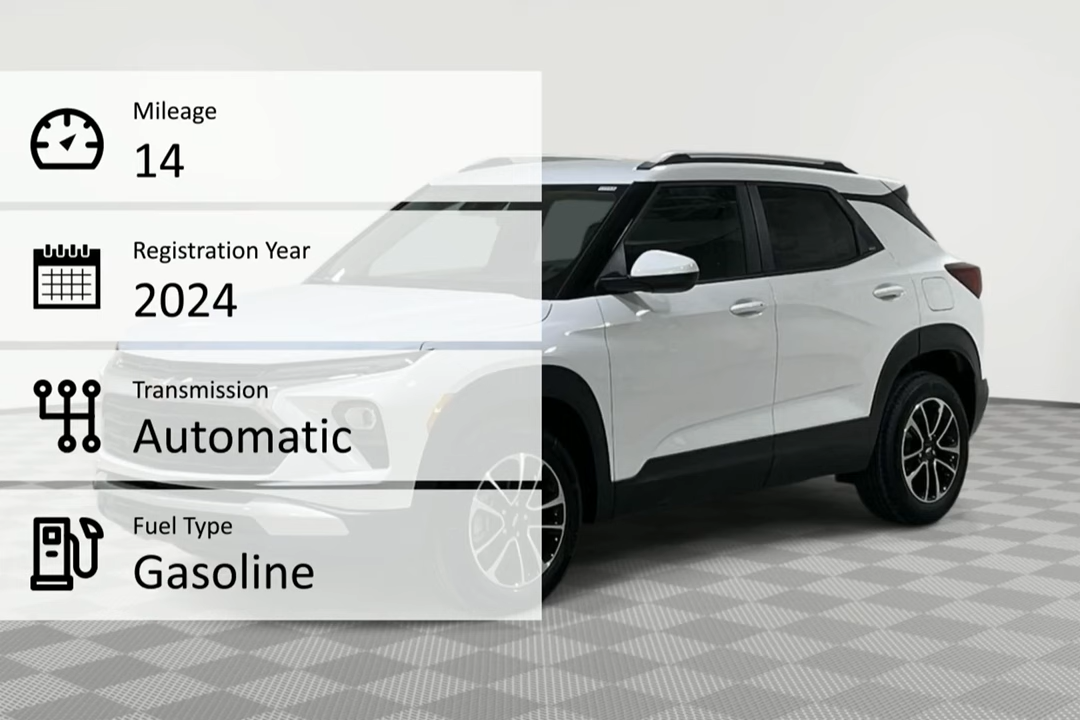 Mileage
14
Registration Year
2024
Transmission
Automatic
Fuel Type
Gasoline